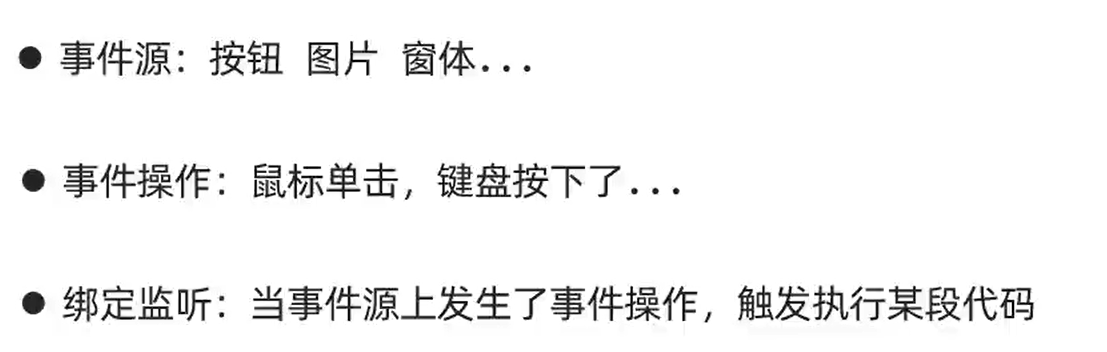 ● 事件源：按钮 图片 窗体...
● 事件操作：鼠标单击，键盘按下了...
● 绑定监听：当事件源上发生了事件操作，触发执行某段代码